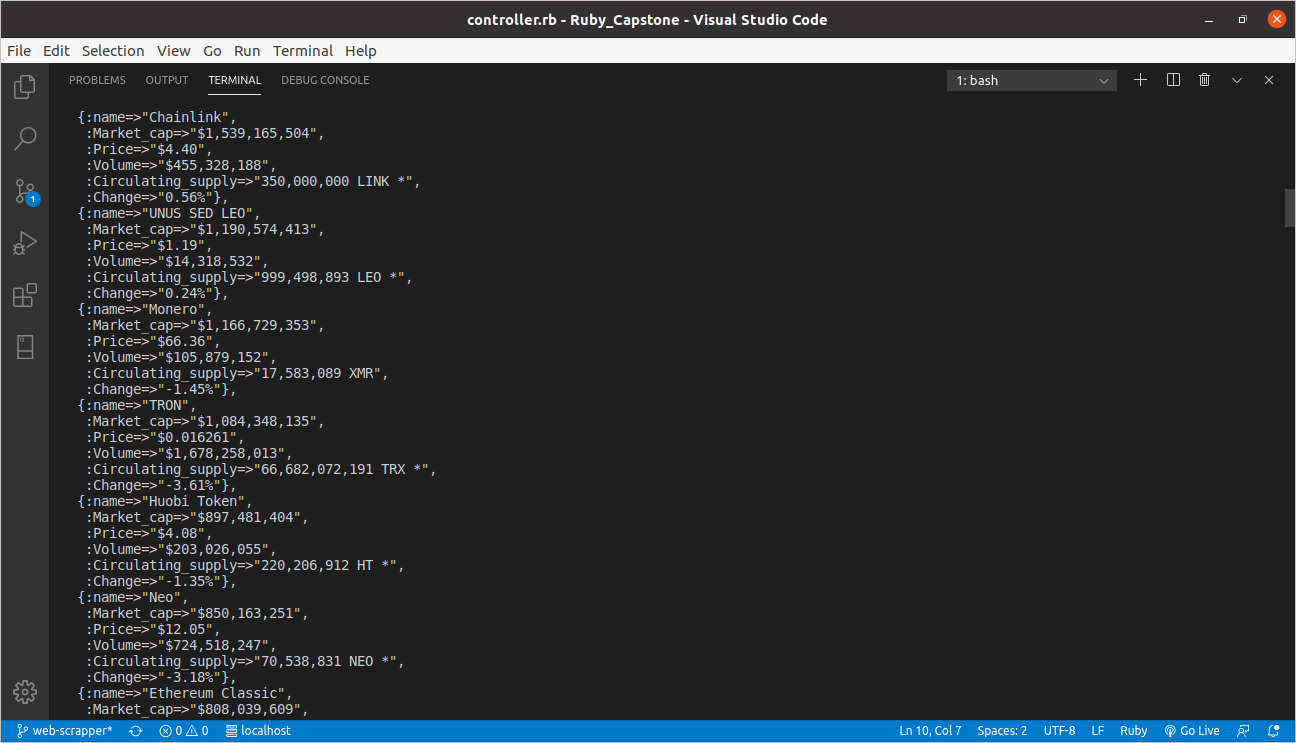 controller.rb - Ruby_Capstone - Visual Studio Code
File Edit Selection View Go Run Terminal Help
PROBLEMS OUTPUT TERMINAL DEBUG CONSOLE 1: bash
{:name=>"Chainlink",
:Market_cap=>"$1,539,165,504",
:Price=>"$4.40",
:Volume=>"$455,328,188",
:Circulating_supply=>"350,000,000 LINK *",
:Change=>"0.56%"},
{:name=>"UNUS SED LEO",
:Market_cap=>"$1,190,574,413",
:Price=>"$1.19",
:Volume=>"$14,318,532",
:Circulating_supply=>"999,498,893 LEO *",
:Change=>"0.24%"},
{:name=>"Monero",
:Market_cap=>"$1,166,729,353",
:Price=>"$66.36",
:Volume=>"$105,879,152",
:Circulating_supply=>"17,583,089 XMR",
:Change=>"-1.45%"},
{:name=>"TRON",
:Market_cap=>"$1,084,348,135",
:Price=>"$0.016261",
:Volume=>"$1,678,258,013",
:Circulating_supply=>"66,682,072,191 TRX *",
:Change=>"-3.61%"},
{:name=>"Huobi Token",
:Market_cap=>"$897,481,404",
:Price=>"$4.08",
:Volume=>"$203,026,055",
:Circulating_supply=>"220,206,912 HT *",
:Change=>"-1.35%"},
{:name=>"Neo",
:Market_cap=>"$850,163,251",
:Price=>"$12.05",
:Volume=>"$724,518,247",
:Circulating_supply=>"70,538,831 NEO *",
:Change=>"-3.18%"},
{:name=>"Ethereum Classic",
:Market_cap=>"$808,039,609",
1
web-scrapper* 0 0 localhost Ln 10, Col 7 Spaces: 2 UTF-8 LF Ruby Go Live